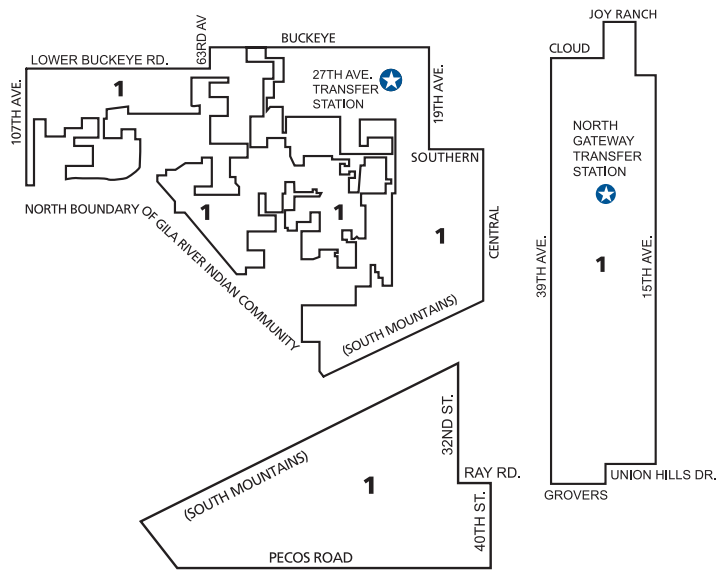 JOY RANCH
BUCKEYE
63RD AV
CLOUD
LOWER BUCKEYE RD.
1
27TH AVE.
TRANSFER
STATION
19TH AVE.
107TH AVE.
NORTH
GATEWAY
TRANSFER
STATION
SOUTHERN
NORTH BOUNDARY OF GILA RIVER INDIAN COMMUNITY
1
1
1
CENTRAL
39TH AVE.
1
15TH AVE.
(SOUTH MOUNTAINS)
32ND ST.
(SOUTH MOUNTAINS)
1
RAY RD.
UNION HILLS DR.
GROVERS
40TH ST.
PECOS ROAD